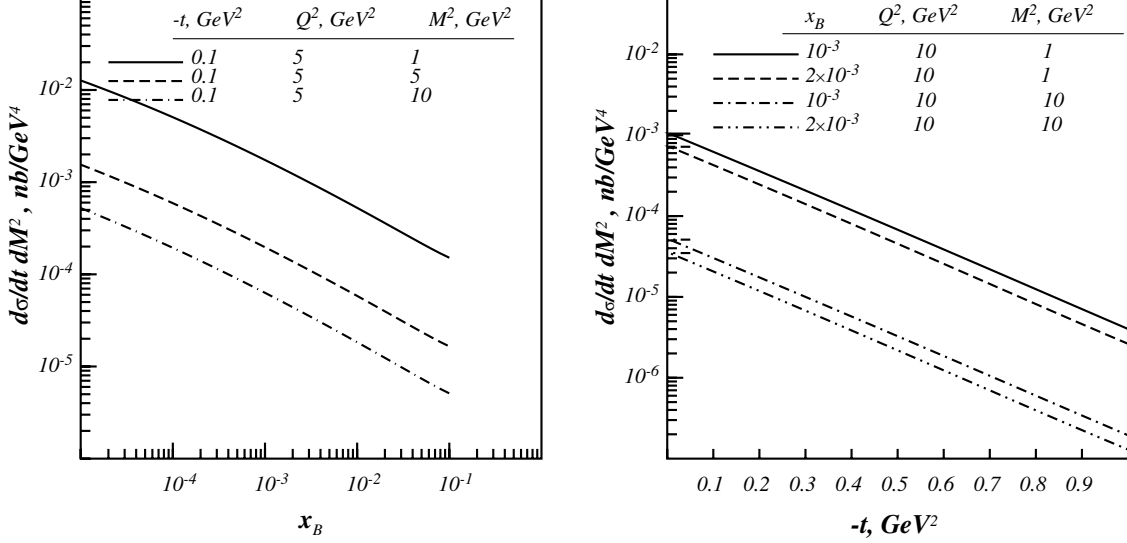 -t, GeV² Q², GeV² M², GeV²
0.1 5 1
0.1 5 5
0.1 5 10
10⁻²
10⁻³
10⁻⁴
10⁻⁵
dσ/dt dM² , nb/GeV⁴
10⁻⁴ 10⁻³ 10⁻² 10⁻¹
x_B
x_B Q², GeV² M², GeV²
10⁻³ 10 1
2×10⁻³ 10 1
10⁻³ 10 10
2×10⁻³ 10 10
10⁻²
10⁻³
10⁻⁴
10⁻⁵
10⁻⁶
dσ/dt dM² , nb/GeV⁴
0.1 0.2 0.3 0.4 0.5 0.6 0.7 0.8 0.9
-t, GeV²